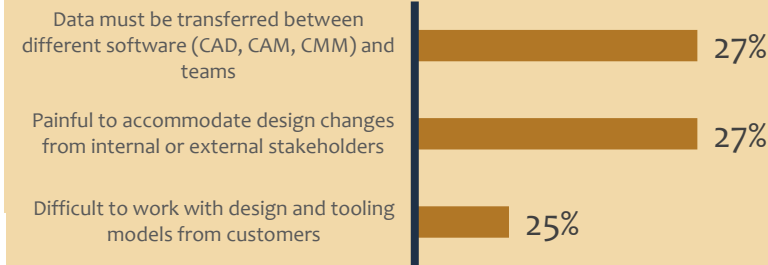 Data must be transferred between
different software (CAD, CAM, CMM) and
teams
27%
Painful to accommodate design changes
from internal or external stakeholders
27%
Difficult to work with design and tooling
models from customers
25%